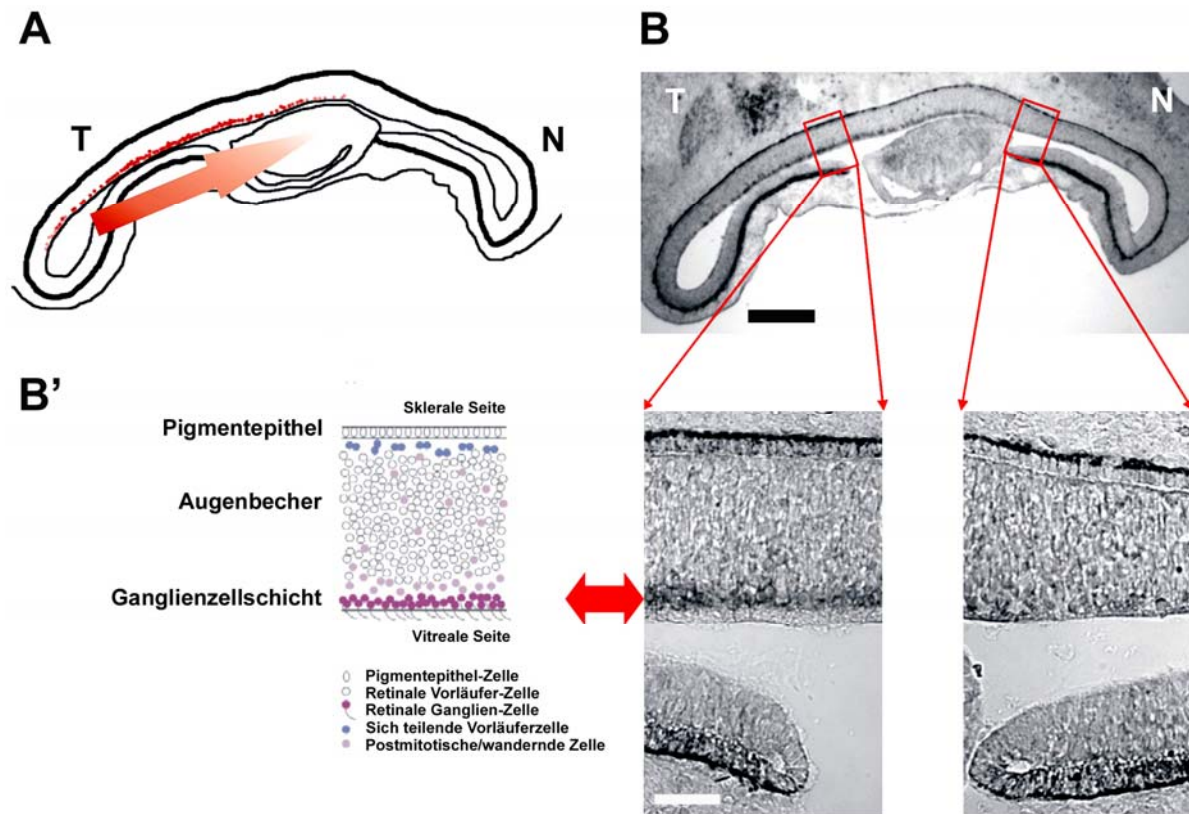 A
T
N
B
T
N
B'
Sklerale Seite
Pigmentepithel
Augenbecher
Ganglienzellschicht
Vitreale Seite
Pigmentepithel-Zelle
Retinale Vorläufer-Zelle
Retinale Ganglien-Zelle
Sich teilende Vorläuferzelle
Postmitotische/wandernde Zelle